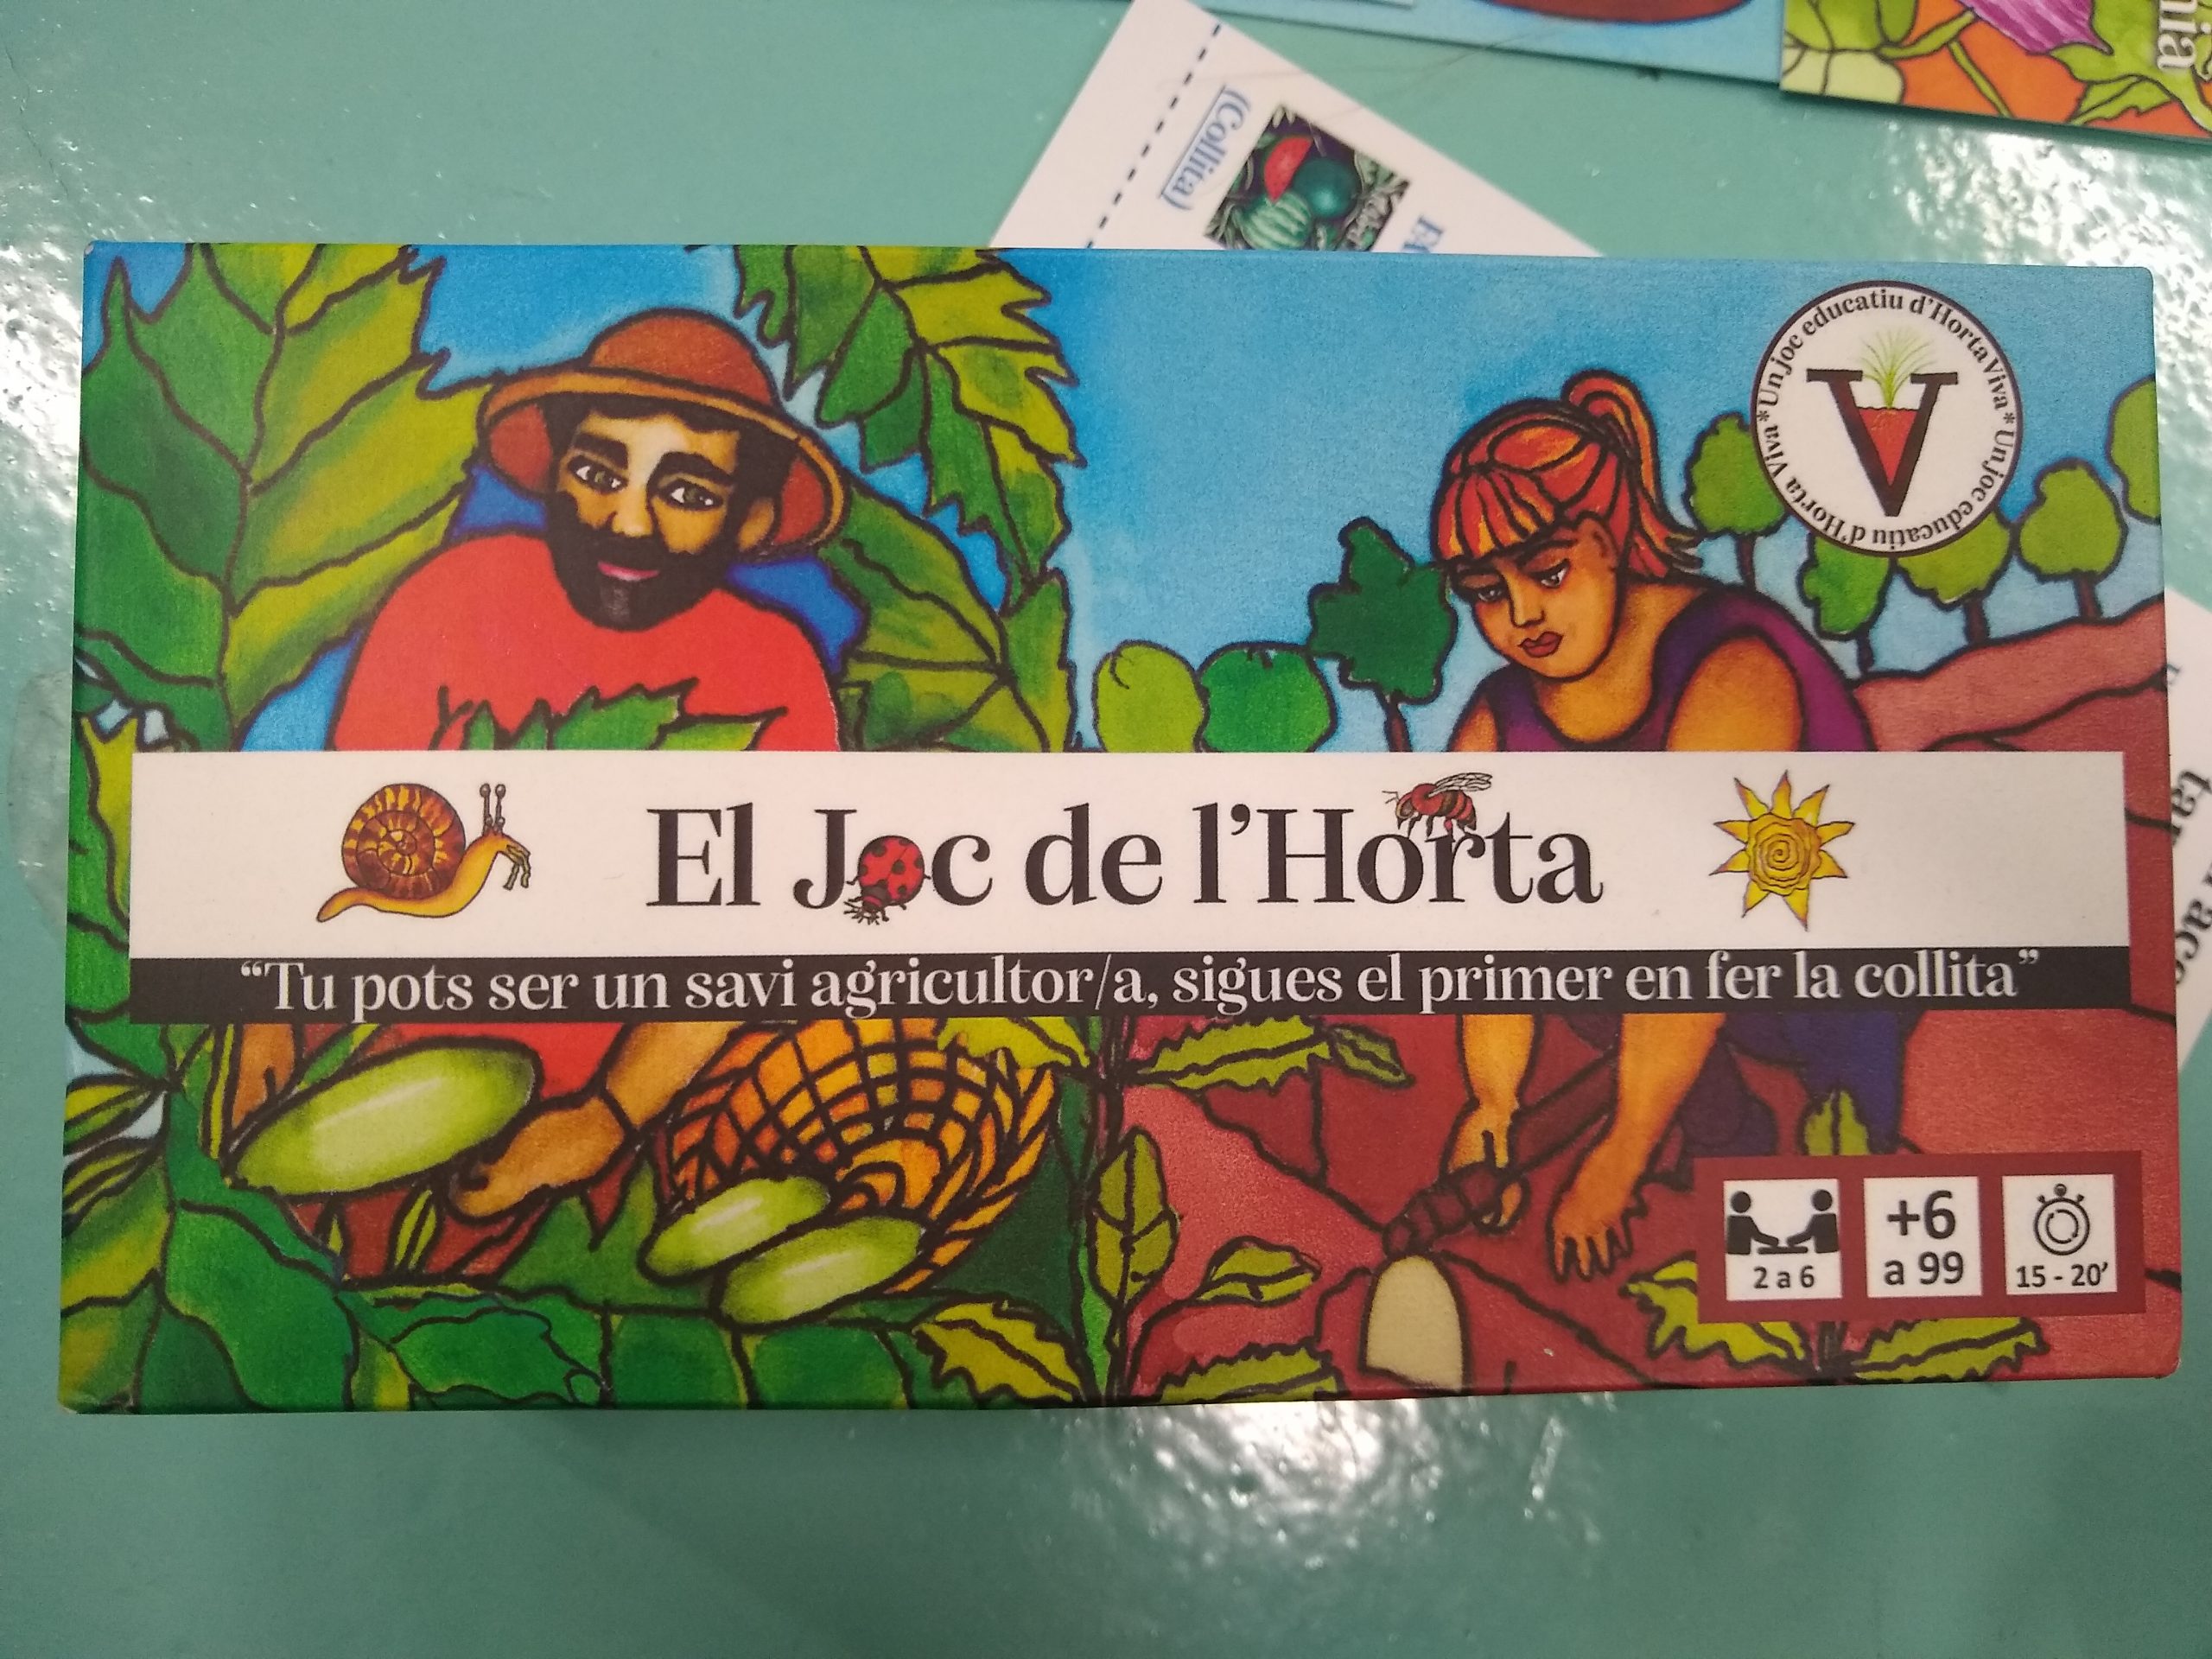 (Collita)
Un joc educatiu d'Horta Viva * Un joc educatiu d'Horta Viva *
El Joc de l'Horta
“Tu pots ser un savi agricultor/a, sigues el primer en fer la collita”
2 a 6
+6
a 99
15 - 20'